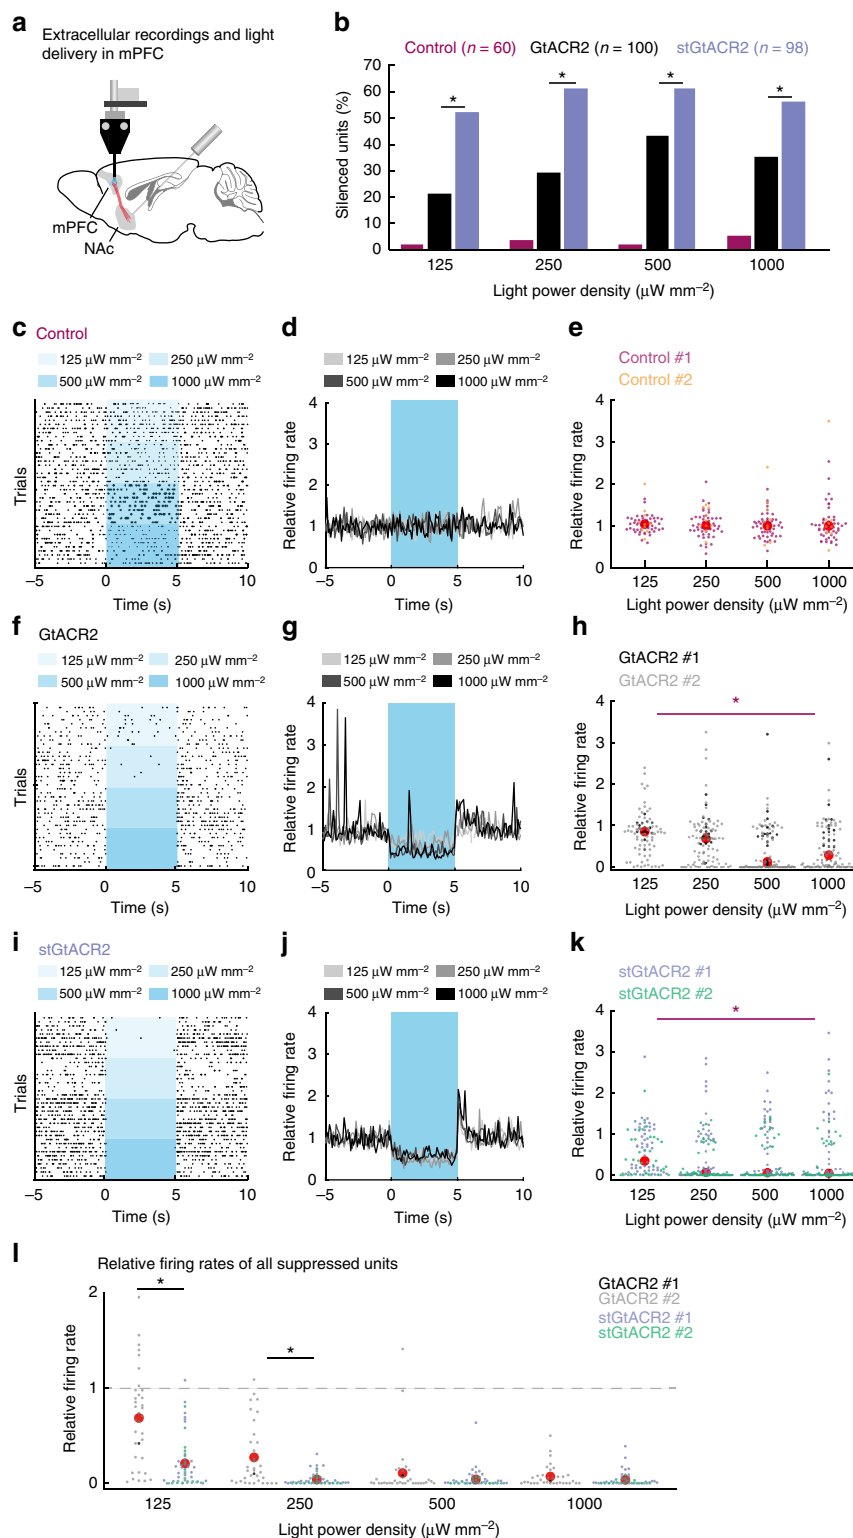 a
Extracellular recordings and light
delivery in mPFC
mPFC
NAc
b
Control (n = 60) GtACR2 (n = 100) stGtACR2 (n = 98)
Silenced units (%)
70
60
50
40
30
20
10
0
* * * *
125 250 500 1000
Light power density (μW mm−2)
c
Control
125 μW mm−2 250 μW mm−2
500 μW mm−2 1000 μW mm−2
Trials
−5 0 5 10
Time (s)
d
125 μW mm−2 250 μW mm−2
500 μW mm−2 1000 μW mm−2
Relative firing rate
4
3
2
1
0
−5 0 5 10
Time (s)
e
Control #1
Control #2
Relative firing rate
4
3
2
1
0
125 250 500 1000
Light power density (μW mm−2)
f
GtACR2
125 μW mm−2 250 μW mm−2
500 μW mm−2 1000 μW mm−2
Trials
−5 0 5 10
Time (s)
g
125 μW mm−2 250 μW mm−2
500 μW mm−2 1000 μW mm−2
Relative firing rate
4
3
2
1
0
−5 0 5 10
Time (s)
h
GtACR2 #1
GtACR2 #2
*
Relative firing rate
4
3
2
1
0
125 250 500 1000
Light power density (μW mm−2)
i
stGtACR2
125 μW mm−2 250 μW mm−2
500 μW mm−2 1000 μW mm−2
Trials
−5 0 5 10
Time (s)
j
125 μW mm−2 250 μW mm−2
500 μW mm−2 1000 μW mm−2
Relative firing rate
4
3
2
1
0
−5 0 5 10
Time (s)
k
stGtACR2 #1
stGtACR2 #2
*
Relative firing rate
4
3
2
1
0
125 250 500 1000
Light power density (μW mm−2)
l
Relative firing rates of all suppressed units
GtACR2 #1
GtACR2 #2
stGtACR2 #1
stGtACR2 #2
* *
Relative firing rate
2
1
0
125 250 500 1000
Light power density (μW mm−2)